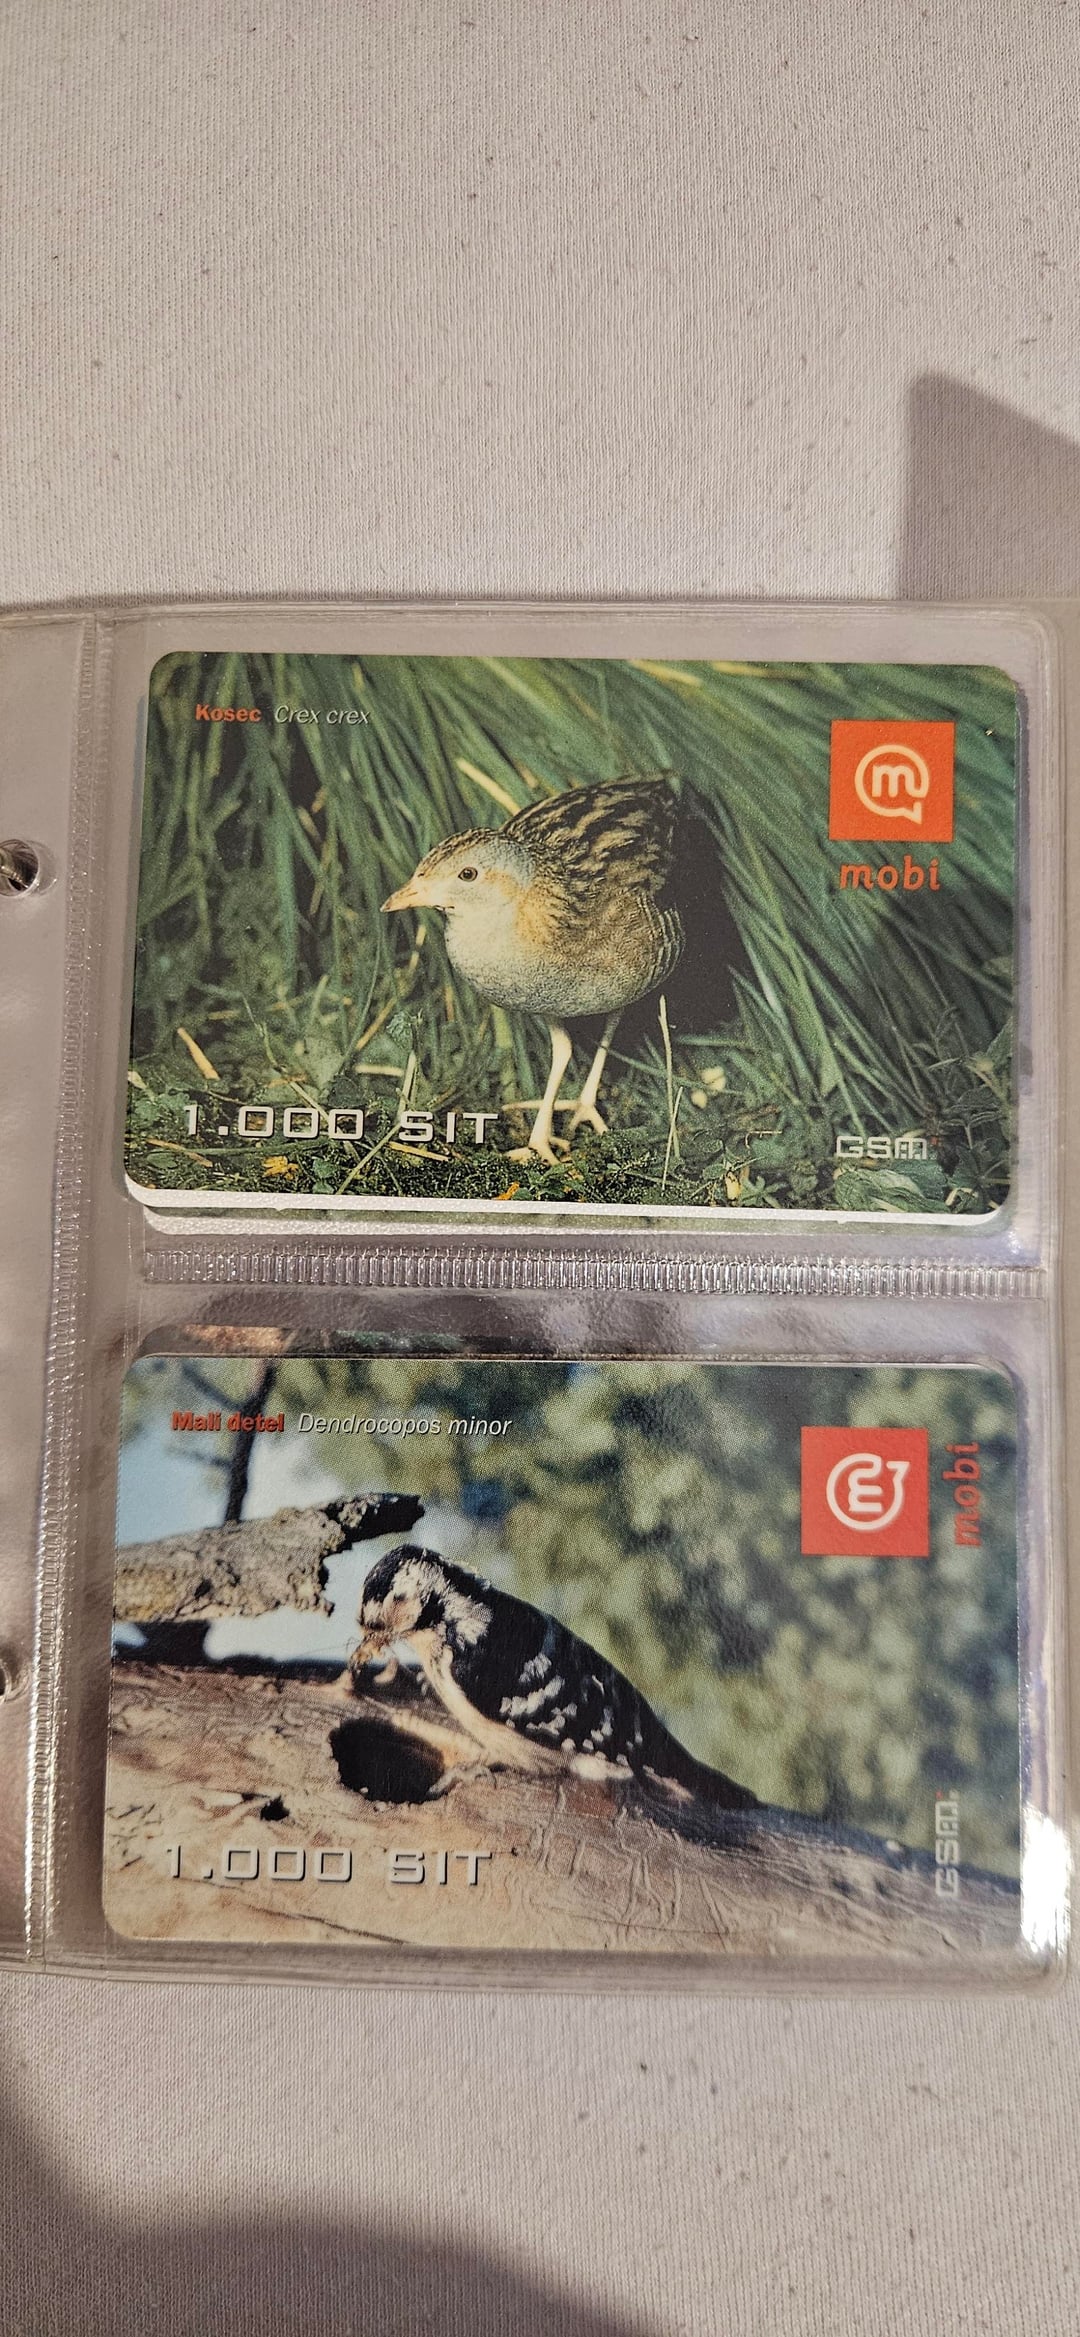 Kosec Crex crex
m
mobi
1.000 SIT
GSM
Mali detel Dendrocopos minor
m
mobi
1.000 SIT
GSM